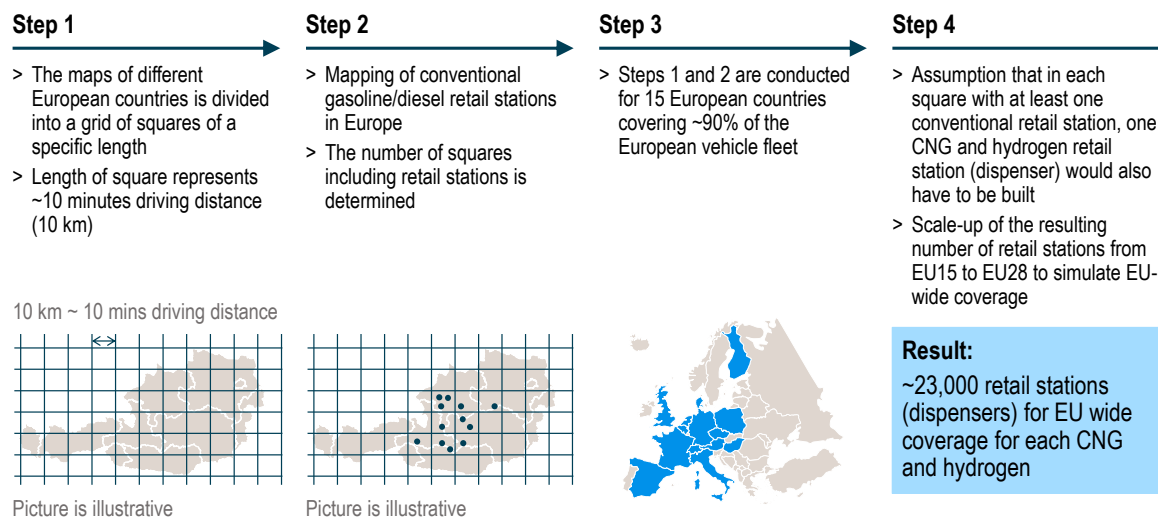 Step 1
> The maps of different
European countries is divided
into a grid of squares of a
specific length
> Length of square represents
~10 minutes driving distance
(10 km)
10 km ~ 10 mins driving distance
Picture is illustrative
Step 2
> Mapping of conventional
gasoline/diesel retail stations
in Europe
> The number of squares
including retail stations is
determined
Picture is illustrative
Step 3
> Steps 1 and 2 are conducted
for 15 European countries
covering ~90% of the
European vehicle fleet
Step 4
> Assumption that in each
square with at least one
conventional retail station, one
CNG and hydrogen retail
station (dispenser) would also
have to be built
> Scale-up of the resulting
number of retail stations from
EU15 to EU28 to simulate EU-
wide coverage
Result:
~23,000 retail stations
(dispensers) for EU wide
coverage for each CNG
and hydrogen